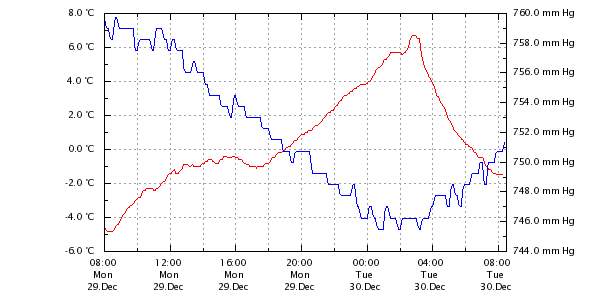 8.0 °C
6.0 °C
4.0 °C
2.0 °C
0.0 °C
-2.0 °C
-4.0 °C
-6.0 °C
760.0 mm Hg
758.0 mm Hg
756.0 mm Hg
754.0 mm Hg
752.0 mm Hg
750.0 mm Hg
748.0 mm Hg
746.0 mm Hg
744.0 mm Hg
08:00 12:00 16:00 20:00 00:00 04:00 08:00
Mon Mon Mon Mon Tue Tue Tue
29.Dec 29.Dec 29.Dec 29.Dec 30.Dec 30.Dec 30.Dec